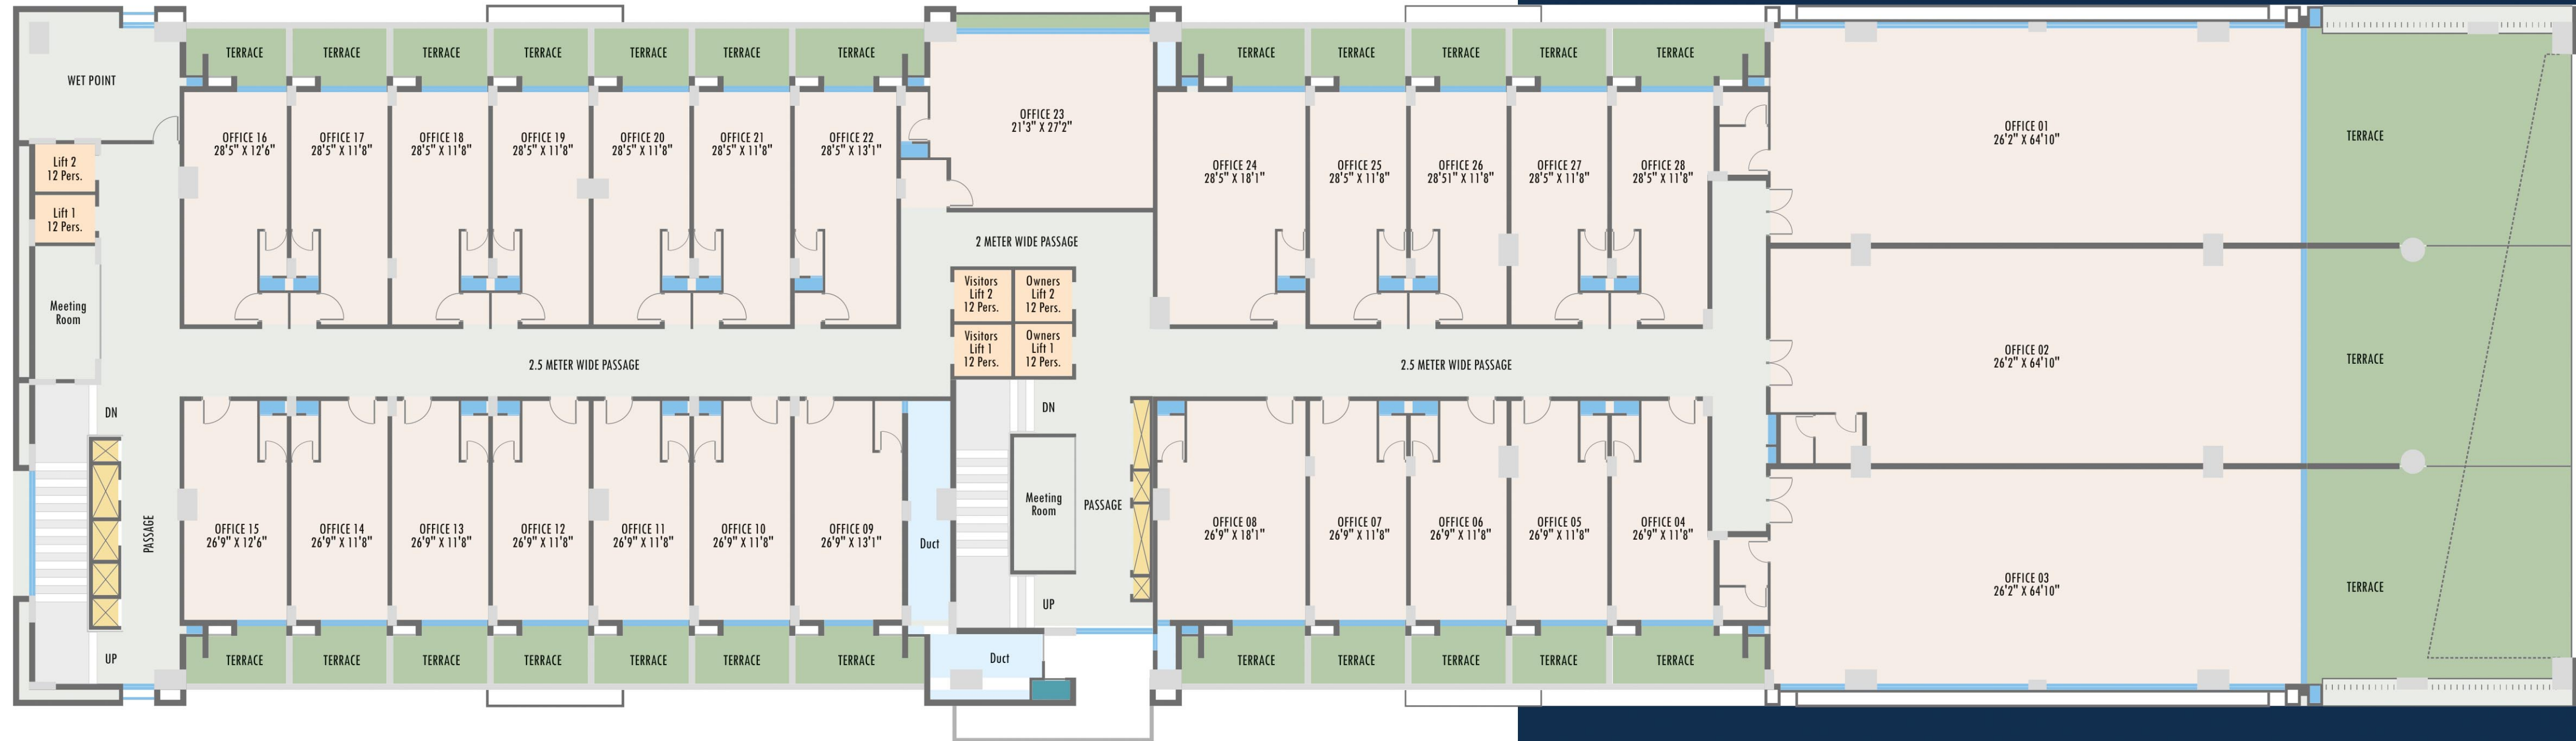 TERRACE
TERRACE
TERRACE
TERRACE
TERRACE
TERRACE
TERRACE
TERRACE
TERRACE
TERRACE
TERRACE
TERRACE
WET POINT
OFFICE 23
21'3" X 27'2"
OFFICE 01
26'2" X 64'10"
TERRACE
OFFICE 16
28'5" X 12'6"
OFFICE 17
28'5" X 11'8"
OFFICE 18
28'5" X 11'8"
OFFICE 19
28'5" X 11'8"
OFFICE 20
28'5" X 11'8"
OFFICE 21
28'5" X 11'8"
OFFICE 22
28'5" X 13'1"
Lift 2
12 Pers.
OFFICE 24
28'5" X 18'1"
OFFICE 25
28'5" X 11'8"
OFFICE 26
28'51" X 11'8"
OFFICE 27
28'5" X 11'8"
OFFICE 28
28'5" X 11'8"
Lift 1
12 Pers.
2 METER WIDE PASSAGE
Visitors
Lift 2
12 Pers.
Owners
Lift 2
12 Pers.
Meeting
Room
Visitors
Lift 1
12 Pers.
Owners
Lift 1
12 Pers.
OFFICE 02
26'2" X 64'10"
TERRACE
2.5 METER WIDE PASSAGE
2.5 METER WIDE PASSAGE
DN
DN
Meeting
Room
PASSAGE
PASSAGE
OFFICE 15
26'9" X 12'6"
OFFICE 14
26'9" X 11'8"
OFFICE 13
26'9" X 11'8"
OFFICE 12
26'9" X 11'8"
OFFICE 11
26'9" X 11'8"
OFFICE 10
26'9" X 11'8"
OFFICE 09
26'9" X 13'1"
Duct
OFFICE 08
26'9" X 18'1"
OFFICE 07
26'9" X 11'8"
OFFICE 06
26'9" X 11'8"
OFFICE 05
26'9" X 11'8"
OFFICE 04
26'9" X 11'8"
OFFICE 03
26'2" X 64'10"
TERRACE
UP
UP
TERRACE
TERRACE
TERRACE
TERRACE
TERRACE
TERRACE
TERRACE
Duct
TERRACE
TERRACE
TERRACE
TERRACE
TERRACE